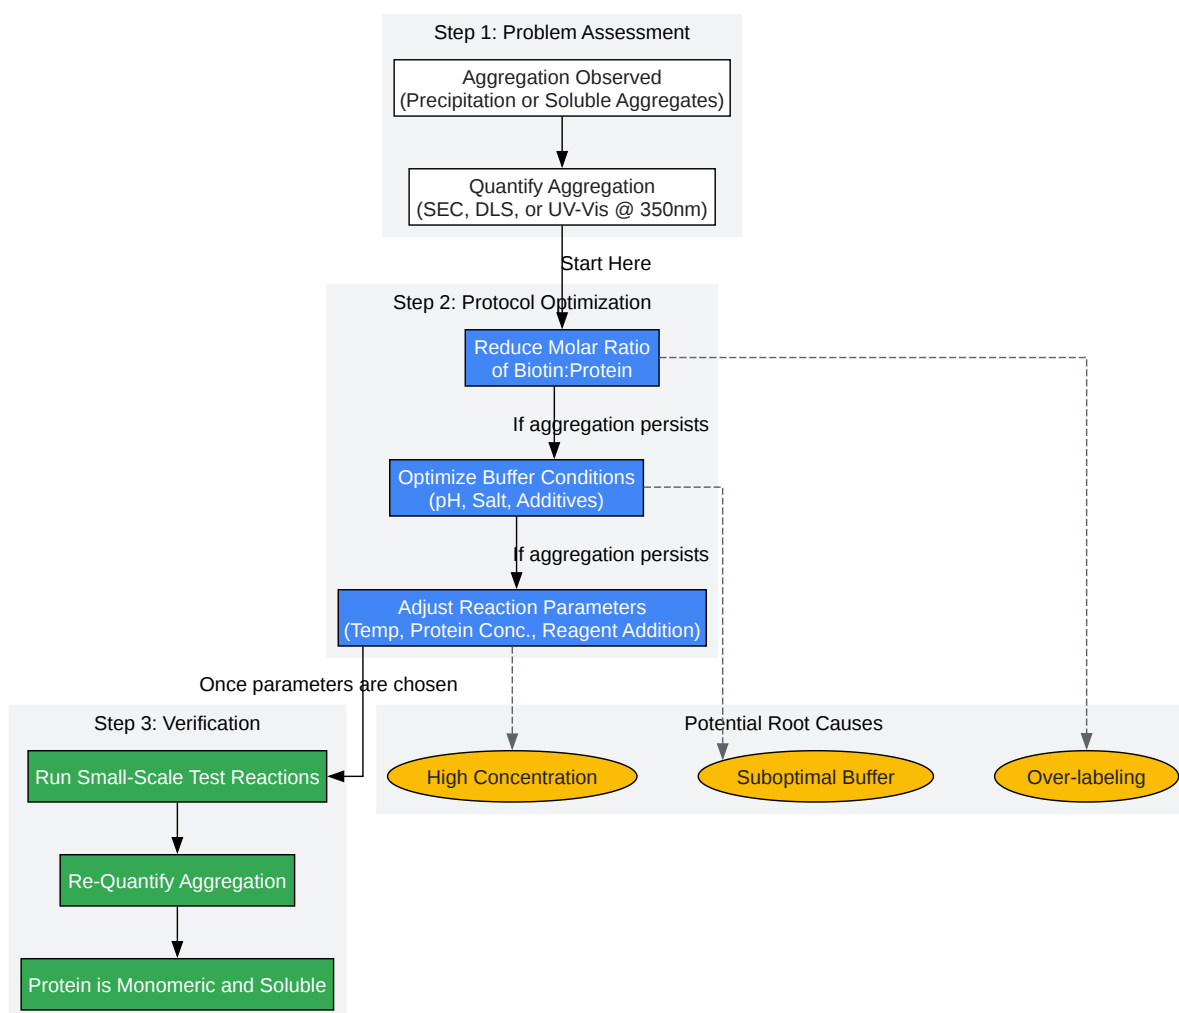 Step 1: Problem Assessment
Aggregation Observed
(Precipitation or Soluble Aggregates)
Quantify Aggregation
(SEC, DLS, or UV-Vis @ 350nm)
Start Here
Step 2: Protocol Optimization
Reduce Molar Ratio
of Biotin:Protein
If aggregation persists
Optimize Buffer Conditions
(pH, Salt, Additives)
If aggregation persists
Adjust Reaction Parameters
(Temp, Protein Conc., Reagent Addition)
Once parameters are chosen
Step 3: Verification
Run Small-Scale Test Reactions
Re-Quantify Aggregation
Protein is Monomeric and Soluble
Potential Root Causes
High Concentration
Suboptimal Buffer
Over-labeling